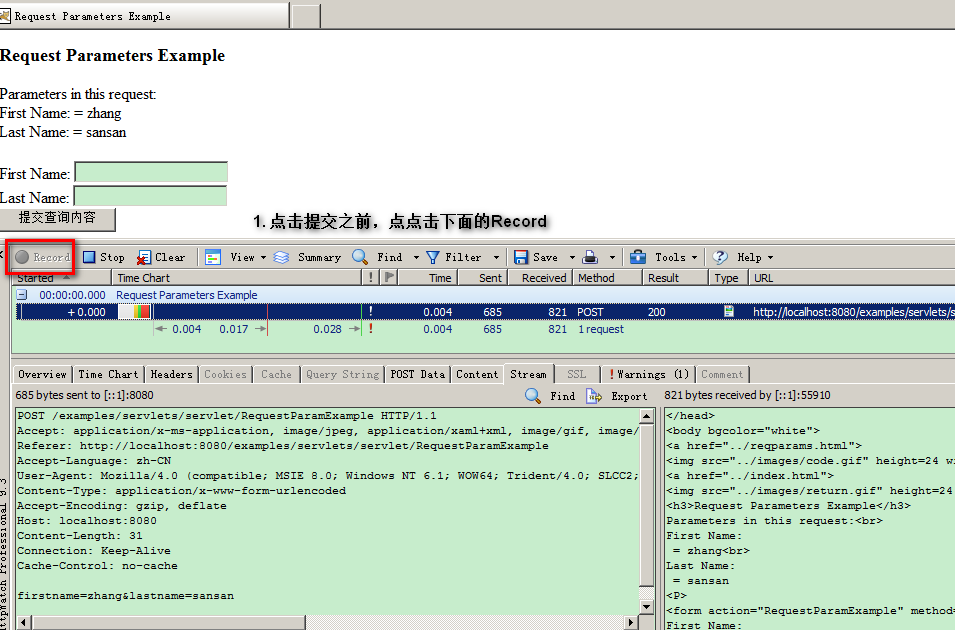 Request Parameters Example
Request Parameters Example
Parameters in this request:
First Name: = zhang
Last Name: = sansan
First Name:
Last Name:
提交查询内容
1. 点击提交之前，点点击下面的Record
Record Stop Clear View Summary Find Filter Save Tools Help
Started Time Chart ! Time Sent Received Method Result Type URL
00:00:00.000 Request Parameters Example
+ 0.000 ! 0.004 685 821 POST 200 http://localhost:8080/examples/servlets/s
0.004 0.017 0.028 ! 0.004 685 821 1 request
Overview Time Chart Headers Cookies Cache Query String POST Data Content Stream SSL ! Warnings (1) Comment
685 bytes sent to [::1]:8080 Find Export 821 bytes received by [::1]:55910
POST /examples/servlets/servlet/RequestParamExample HTTP/1.1
Accept: application/x-ms-application, image/jpeg, application/xaml+xml, image/gif, image/
Referer: http://localhost:8080/examples/servlets/servlet/RequestParamExample
Accept-Language: zh-CN
User-Agent: Mozilla/4.0 (compatible; MSIE 8.0; Windows NT 6.1; WOW64; Trident/4.0; SLCC2;
Content-Type: application/x-www-form-urlencoded
Accept-Encoding: gzip, deflate
Host: localhost:8080
Content-Length: 31
Connection: Keep-Alive
Cache-Control: no-cache
firstname=zhang&lastname=sansan
</head>
<body bgcolor="white">
<a href="../reqparams.html">
<img src="../images/code.gif" height=24 wi
<a href="../index.html">
<img src="../images/return.gif" height=24
<h3>Request Parameters Example</h3>
Parameters in this request:<br>
First Name:
= zhang<br>
Last Name:
= sansan
<P>
<form action="RequestParamExample" method=
First Name:
HttpWatch Professional 9.3